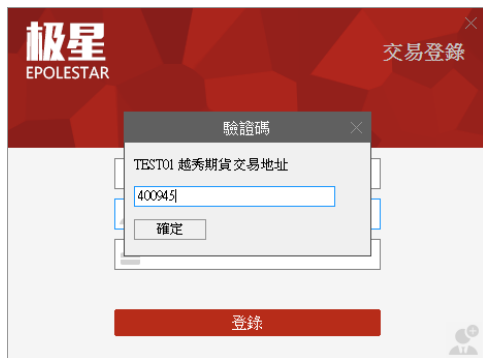 极星
EPOLESTAR
交易登錄
驗證碼
TEST01 越秀期貨交易地址
400945
確定
登錄